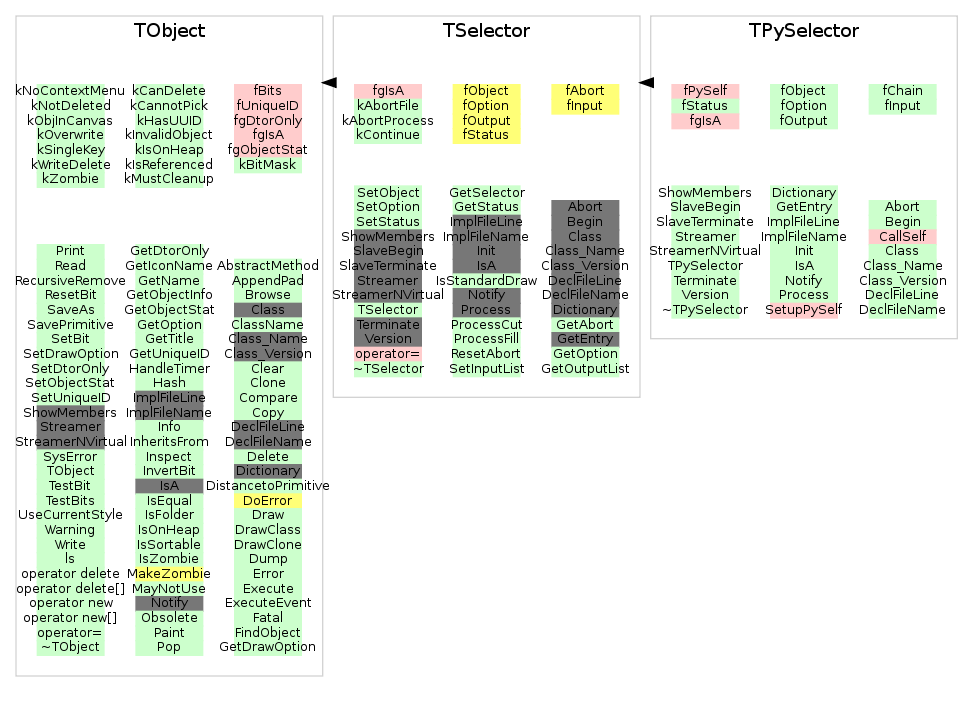 TObject
kNoContextMenu kCanDelete fBits
kNotDeleted kCannotPick fUniqueID
kObjInCanvas kHasUUID fgDtorOnly
kOverwrite kInvalidObject fgIsA
kSingleKey kIsOnHeap fgObjectStat
kWriteDelete kIsReferenced kBitMask
kZombie kMustCleanup
Print GetDtorOnly
Read GetIconName AbstractMethod
RecursiveRemove GetName AppendPad
ResetBit GetObjectInfo Browse
SaveAs GetObjectStat Class
SavePrimitive GetOption ClassName
SetBit GetTitle Class_Name
SetDrawOption GetUniqueID Class_Version
SetDtorOnly HandleTimer Clear
SetObjectStat Hash Clone
SetUniqueID ImplFileLine Compare
ShowMembers ImplFileName Copy
Streamer Info DeclFileLine
StreamerNVirtual InheritsFrom DeclFileName
SysError Inspect Delete
TObject InvertBit Dictionary
TestBit IsA DistancetoPrimitive
TestBits IsEqual DoError
UseCurrentStyle IsFolder Draw
Warning IsOnHeap DrawClass
Write IsSortable DrawClone
ls IsZombie Dump
operator delete MakeZombie Error
operator delete[] MayNotUse Execute
operator new Notify ExecuteEvent
operator new[] Obsolete Fatal
operator= Paint FindObject
~TObject Pop GetDrawOption
TSelector
fgIsA fObject fAbort
kAbortFile fOption fInput
kAbortProcess fOutput
kContinue fStatus
SetObject GetSelector
SetOption GetStatus Abort
SetStatus ImplFileLine Begin
ShowMembers ImplFileName Class
SlaveBegin Init Class_Name
SlaveTerminate IsA Class_Version
Streamer IsStandardDraw DeclFileLine
StreamerNVirtual Notify DeclFileName
TSelector Process Dictionary
Terminate ProcessCut GetAbort
Version ProcessFill GetEntry
operator= ResetAbort GetOption
~TSelector SetInputList GetOutputList
TPySelector
fPySelf fObject fChain
fStatus fOption fInput
fgIsA fOutput
ShowMembers Dictionary
SlaveBegin GetEntry Abort
SlaveTerminate ImplFileLine Begin
Streamer ImplFileName CallSelf
StreamerNVirtual Init Class
TPySelector IsA Class_Name
Terminate Notify Class_Version
Version Process DeclFileLine
~TPySelector SetupPySelf DeclFileName